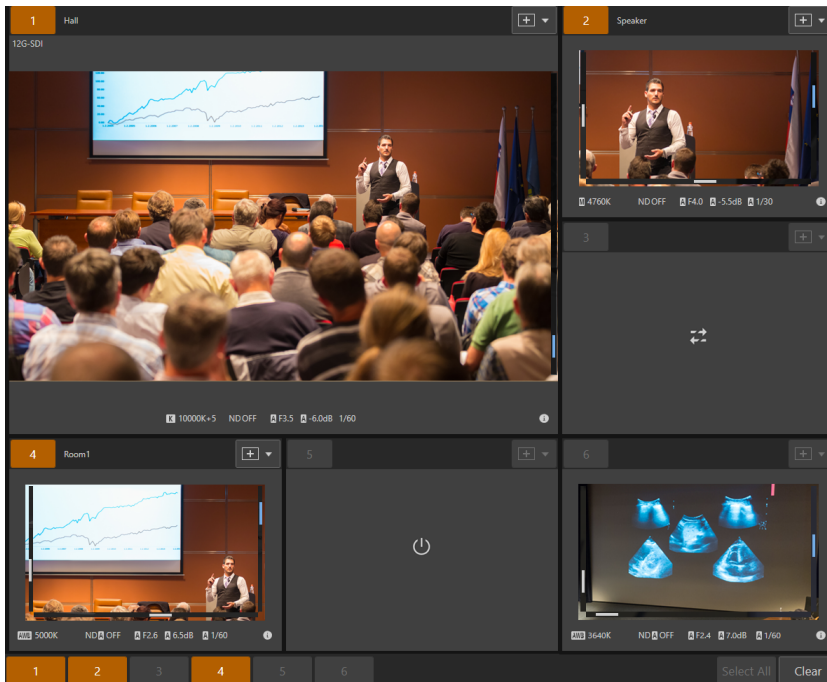 1 Hall
12G-SDI
K 10000K+5 ND OFF A F3.5 A -6.0dB 1/60
2 Speaker
M 4760K ND OFF A F4.0 A -5.5dB A 1/30
3
4 Room1
AWB 5000K ND A OFF A F2.6 A 6.5dB A 1/60
5
6
AWB 3640K ND A OFF A F2.4 A 7.0dB A 1/60
1 2 3 4 5 6 Select All Clear